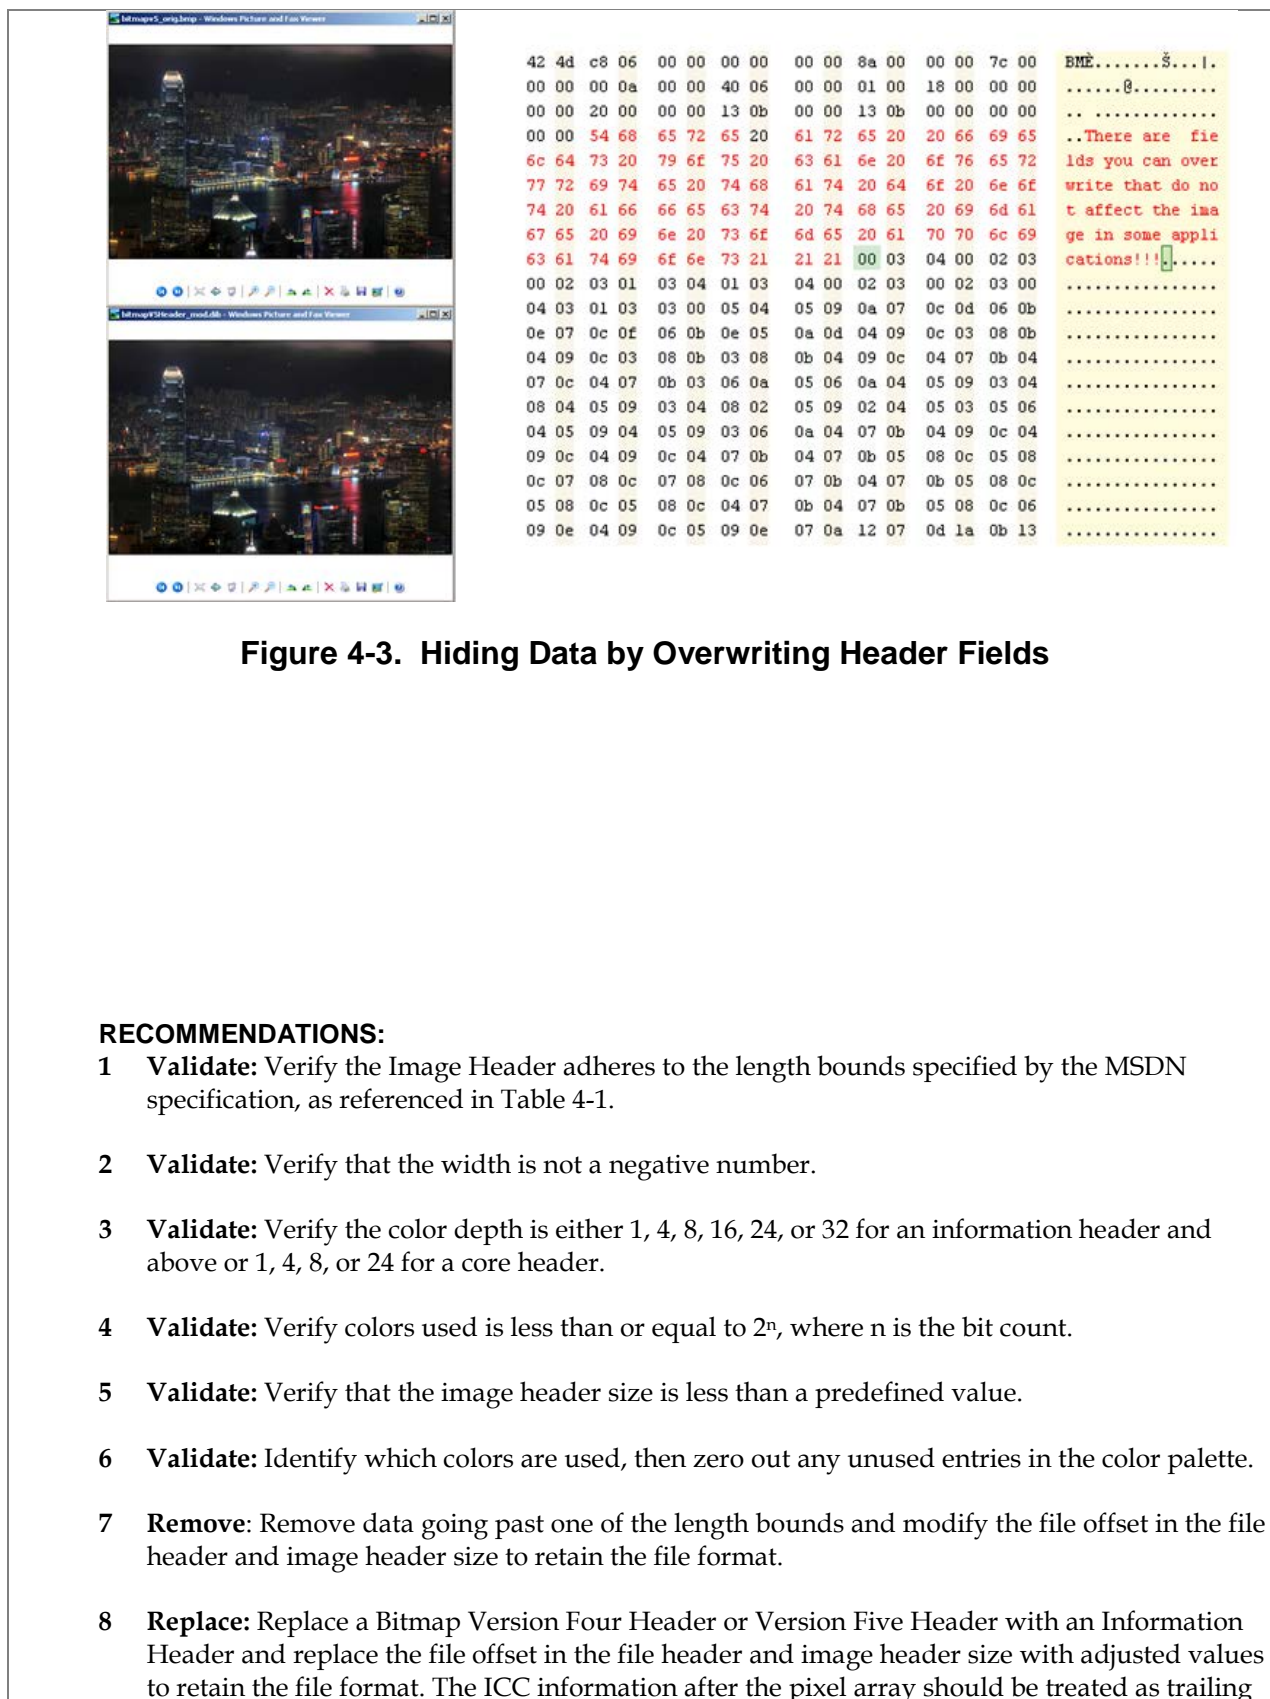 bitmapv5_orig.bmp - Windows Picture and Fax Viewer
42 4d c8 06 00 00 00 00 00 00 8a 00 00 00 7c 00 BMÈ.......Š...|.
00 00 00 0a 00 00 40 06 00 00 01 00 18 00 00 00 ......@.........
00 00 20 00 00 00 13 0b 00 00 13 0b 00 00 00 00 .. .............
00 00 54 68 65 72 65 20 61 72 65 20 20 66 69 65 ..There are  fie
6c 64 73 20 79 6f 75 20 63 61 6e 20 6f 76 65 72 lds you can over
77 72 69 74 65 20 74 68 61 74 20 64 6f 20 6e 6f write that do no
74 20 61 66 66 65 63 74 20 74 68 65 20 69 6d 61 t affect the ima
67 65 20 69 6e 20 73 6f 6d 65 20 61 70 70 6c 69 ge in some appli
63 61 74 69 6f 6e 73 21 21 21 00 03 04 00 02 03 cations!!!......
00 02 03 01 03 04 01 03 04 00 02 03 00 02 03 00 ................
04 03 01 03 03 00 05 04 05 09 0a 07 0c 0d 06 0b ................
0e 07 0c 0f 06 0b 0e 05 0a 0d 04 09 0c 03 08 0b ................
04 09 0c 03 08 0b 03 08 0b 04 09 0c 04 07 0b 04 ................
07 0c 04 07 0b 03 06 0a 05 06 0a 04 05 09 03 04 ................
08 04 05 09 03 04 08 02 05 09 02 04 05 03 05 06 ................
04 05 09 04 05 09 03 06 0a 04 07 0b 04 09 0c 04 ................
09 0c 04 09 0c 04 07 0b 04 07 0b 05 08 0c 05 08 ................
0c 07 08 0c 07 08 0c 06 07 0b 04 07 0b 05 08 0c ................
05 08 0c 05 08 0c 04 07 0b 04 07 0b 05 08 0c 06 ................
09 0e 04 09 0c 05 09 0e 07 0a 12 07 0d 1a 0b 13 ................
bitmapV5Header_mod.dib - Windows Picture and Fax Viewer
Figure 4-3.  Hiding Data by Overwriting Header Fields
RECOMMENDATIONS:
1 Validate: Verify the Image Header adheres to the length bounds specified by the MSDN
specification, as referenced in Table 4-1.
2 Validate: Verify that the width is not a negative number.
3 Validate: Verify the color depth is either 1, 4, 8, 16, 24, or 32 for an information header and
above or 1, 4, 8, or 24 for a core header.
4 Validate: Verify colors used is less than or equal to 2ⁿ, where n is the bit count.
5 Validate: Verify that the image header size is less than a predefined value.
6 Validate: Identify which colors are used, then zero out any unused entries in the color palette.
7 Remove: Remove data going past one of the length bounds and modify the file offset in the file
header and image header size to retain the file format.
8 Replace: Replace a Bitmap Version Four Header or Version Five Header with an Information
Header and replace the file offset in the file header and image header size with adjusted values
to retain the file format. The ICC information after the pixel array should be treated as trailing